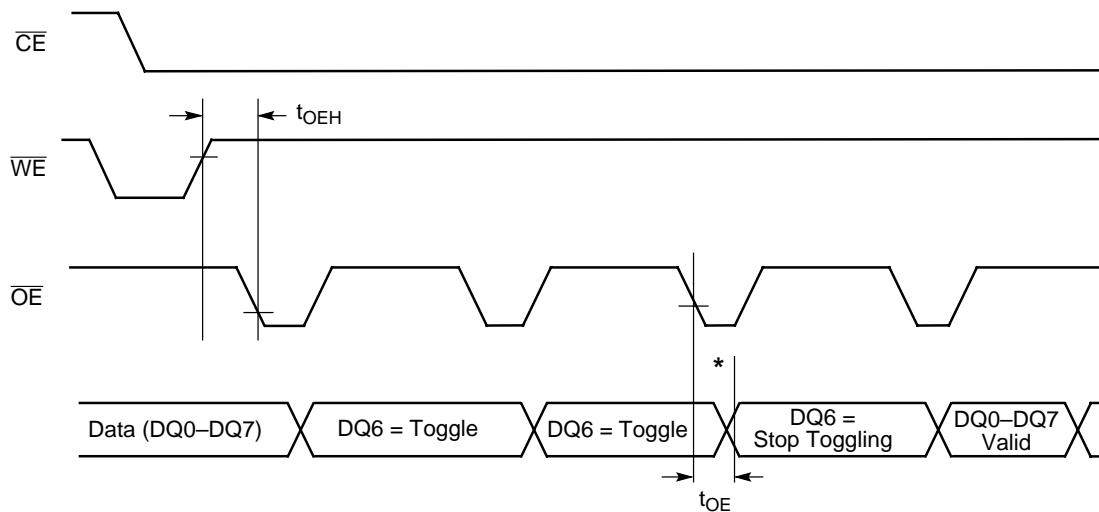 CE
tOEH
WE
OE
*
Data (DQ0–DQ7)
DQ6 = Toggle
DQ6 = Toggle
DQ6 =
Stop Toggling
DQ0–DQ7
Valid
tOE